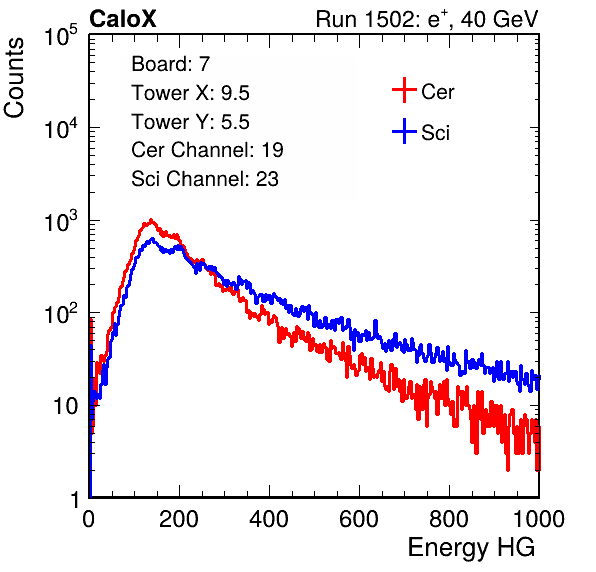 CaloX Run 1502: e⁺, 40 GeV
Counts
Board: 7
Tower X: 9.5
Tower Y: 5.5
Cer Channel: 19
Sci Channel: 23
Cer
Sci
10⁵
10⁴
10³
10²
10
1
0 200 400 600 800 1000
Energy HG